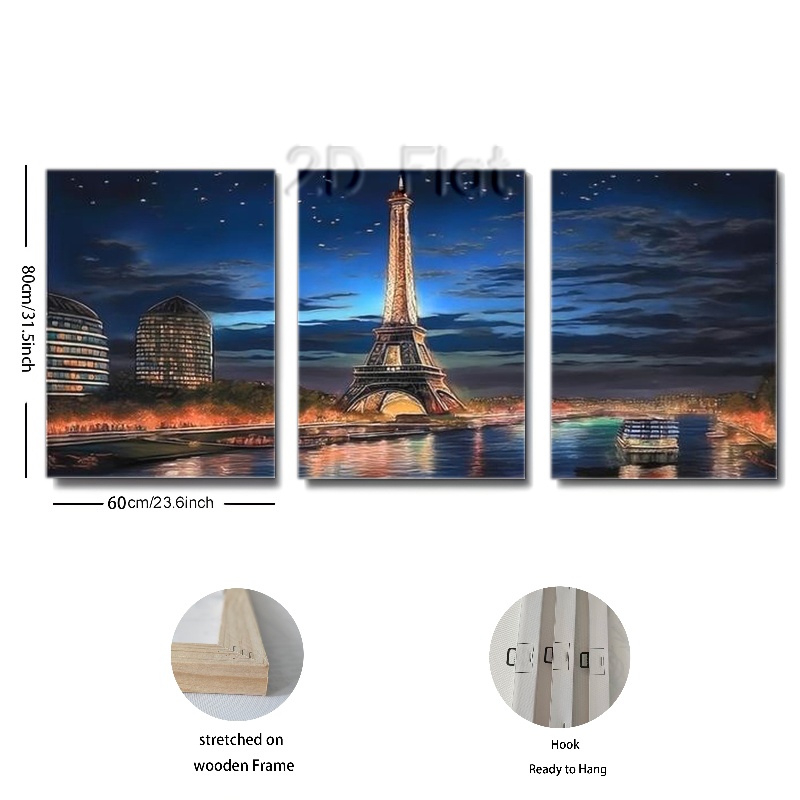 2D Flat
80cm/31.5inch
60cm/23.6inch
stretched on
wooden Frame
Hook
Ready to Hang